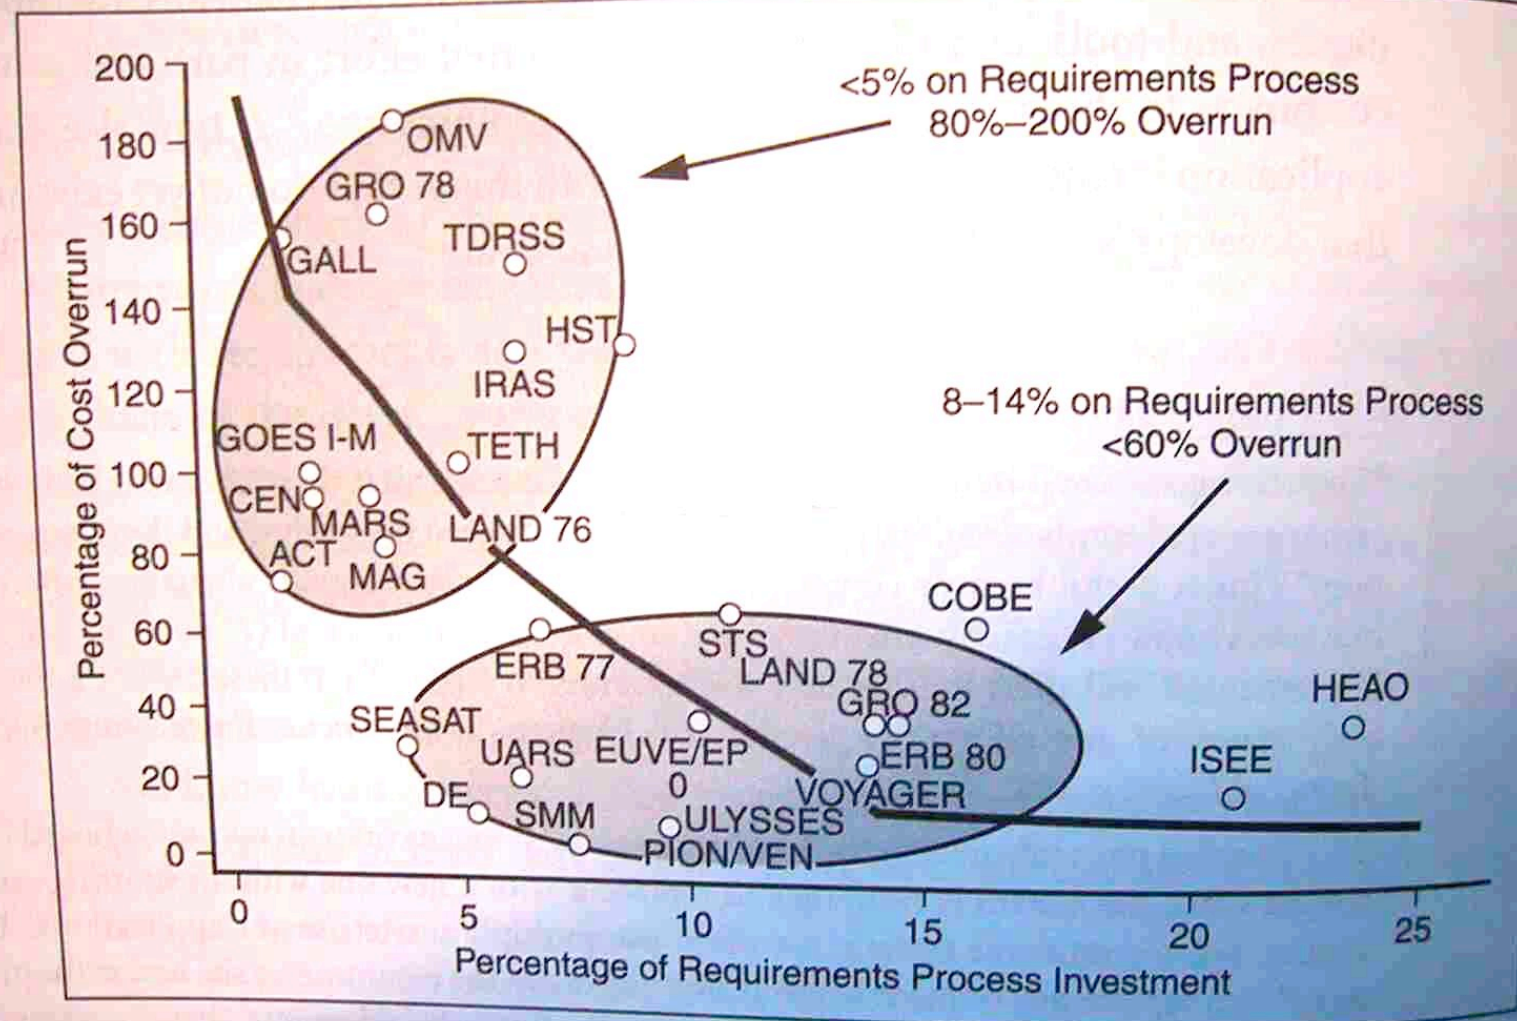 200
180
160
140
120
100
80
60
40
20
0
Percentage of Cost Overrun
<5% on Requirements Process
80%–200% Overrun
OMV
GRO 78
TDRSS
GALL
HST
IRAS
GOES I-M
TETH
CEN
MARS
LAND 76
ACT
MAG
8–14% on Requirements Process
<60% Overrun
COBE
STS
ERB 77
LAND 78
HEAO
GRO 82
SEASAT
UARS
EUVE/EP
0
ERB 80
ISEE
DE
VOYAGER
SMM
ULYSSES
PION/VEN
0
5
10
15
20
25
Percentage of Requirements Process Investment